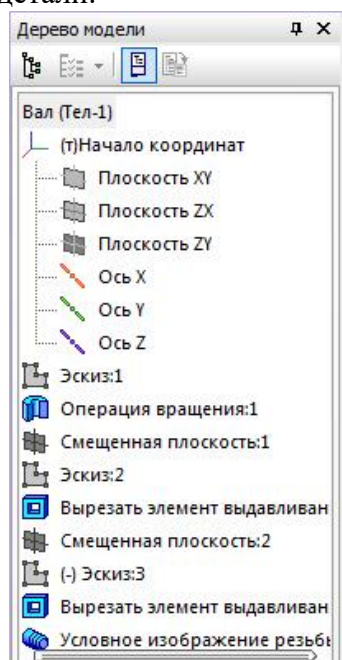 детали.
Дерево модели
Вал (Тел-1)
(т)Начало координат
Плоскость XY
Плоскость ZX
Плоскость ZY
Ось X
Ось Y
Ось Z
Эскиз:1
Операция вращения:1
Смещенная плоскость:1
Эскиз:2
Вырезать элемент выдавливан
Смещенная плоскость:2
(-) Эскиз:3
Вырезать элемент выдавливан
Условное изображение резьбы